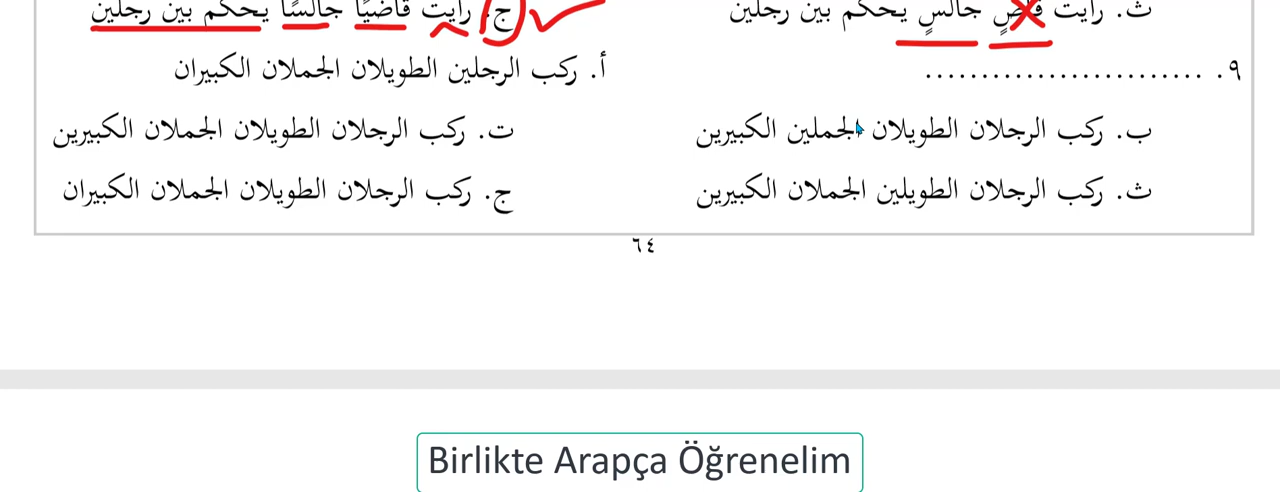 ث. رأيت قاضٍ جالسٍ يحكم بين رجلين ج. رأيت قاضيًا جالسًا يحكم بين رجلين
٩. ......................... أ. ركب الرجلين الطويلان الجملان الكبيران
ب. ركب الرجلان الطويلان الجملين الكبيرين ت. ركب الرجلان الطويلان الجملان الكبيرين
ث. ركب الرجلان الطويلين الجملان الكبيرين ج. ركب الرجلان الطويلان الجملان الكبيران
٦٤
Birlikte Arapça Öğrenelim